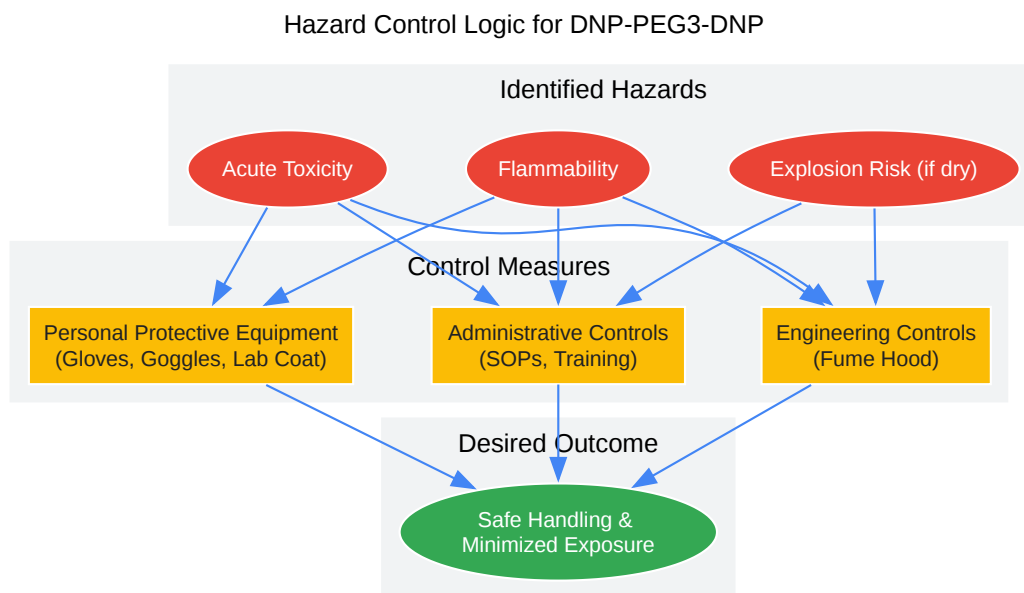 Hazard Control Logic for DNP-PEG3-DNP
Identified Hazards
Acute Toxicity
Flammability
Explosion Risk (if dry)
Control Measures
Personal Protective Equipment
(Gloves, Goggles, Lab Coat)
Administrative Controls
(SOPs, Training)
Engineering Controls
(Fume Hood)
Desired Outcome
Safe Handling &
Minimized Exposure